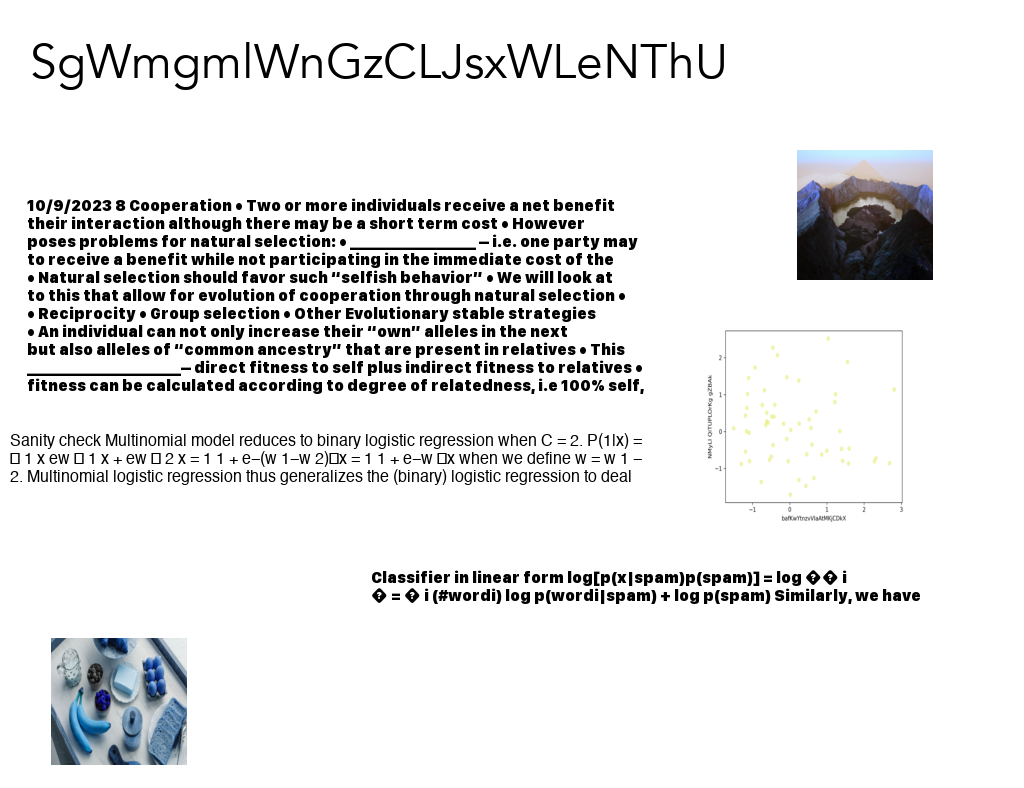 SgWmgmlWnGzCLJsxWLeNThU
10/9/2023 8 Cooperation • Two or more individuals receive a net benefit
their interaction although there may be a short term cost • However
poses problems for natural selection: • ________________ – i.e. one party may
to receive a benefit while not participating in the immediate cost of the
• Natural selection should favor such “selfish behavior” • We will look at
to this that allow for evolution of cooperation through natural selection •
• Reciprocity • Group selection • Other Evolutionary stable strategies
• An individual can not only increase their “own” alleles in the next
but also alleles of “common ancestry” that are present in relatives • This
____________________– direct fitness to self plus indirect fitness to relatives •
fitness can be calculated according to degree of relatedness, i.e 100% self,
Sanity check Multinomial model reduces to binary logistic regression when C = 2. P(1|x) =
□ 1 x ew □ 1 x + ew □ 2 x = 1 1 + e−(w 1−w 2)□x = 1 1 + e−w □x when we define w = w 1 −
2. Multinomial logistic regression thus generalizes the (binary) logistic regression to deal
2
1
0
−1
−1 0 1 2 3
Classifier in linear form log[p(x|spam)p(spam)] = log � � i
� = � i (#wordi) log p(wordi|spam) + log p(spam) Similarly, we have